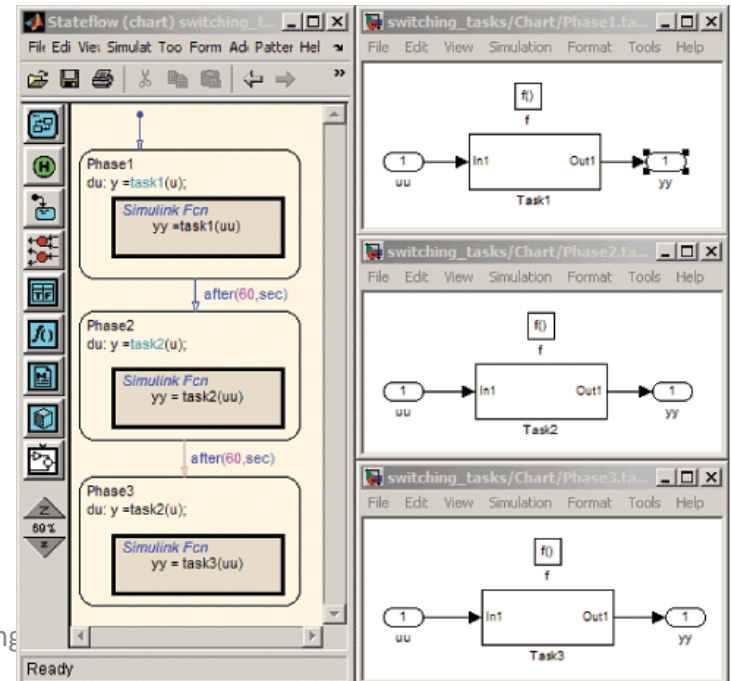 Stateflow (chart) switching_t...
File Edi Vie Simulat Too Form Ad Patter Hel
»
H
TF
f()
M
Z
60 %
Z
Phase1
du: y =task1(u);
Simulink Fcn
yy =task1(uu)
after(60,sec)
Phase2
du: y =task2(u);
Simulink Fcn
yy = task2(uu)
after(60,sec)
Phase3
du: y =task2(u);
Simulink Fcn
yy = task3(uu)
Ready
switching_tasks/Chart/Phase1.ta...
File Edit View Simulation Format Tools Help
f()
f
1
In1
Out1
1
uu
Task1
yy
switching_tasks/Chart/Phase2.ta...
File Edit View Simulation Format Tools Help
f()
f
1
In1
Out1
1
uu
Task2
yy
switching_tasks/Chart/Phase3.ta...
File Edit View Simulation Format Tools Help
f()
f
1
In1
Out1
1
uu
Task3
yy